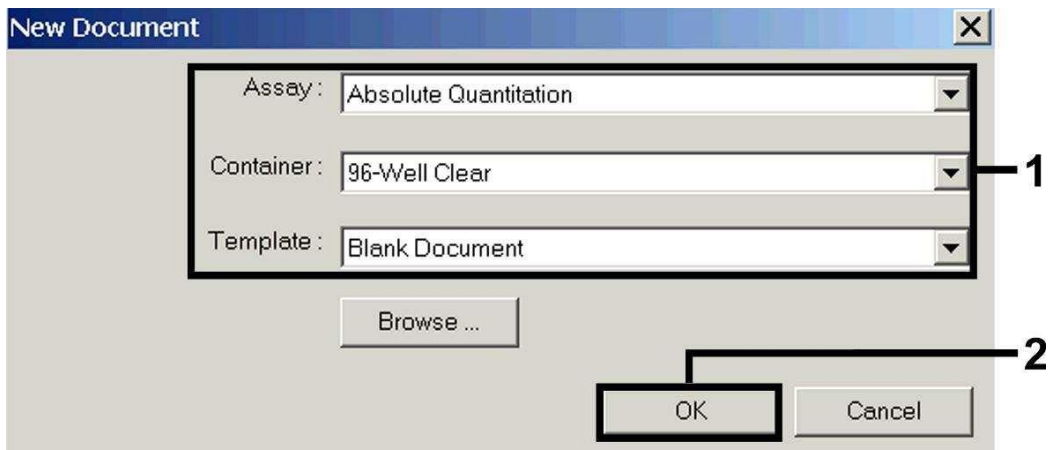 New Document
Assay: Absolute Quantitation
Container: 96-Well Clear
1
Template: Blank Document
Browse ...
2
OK Cancel